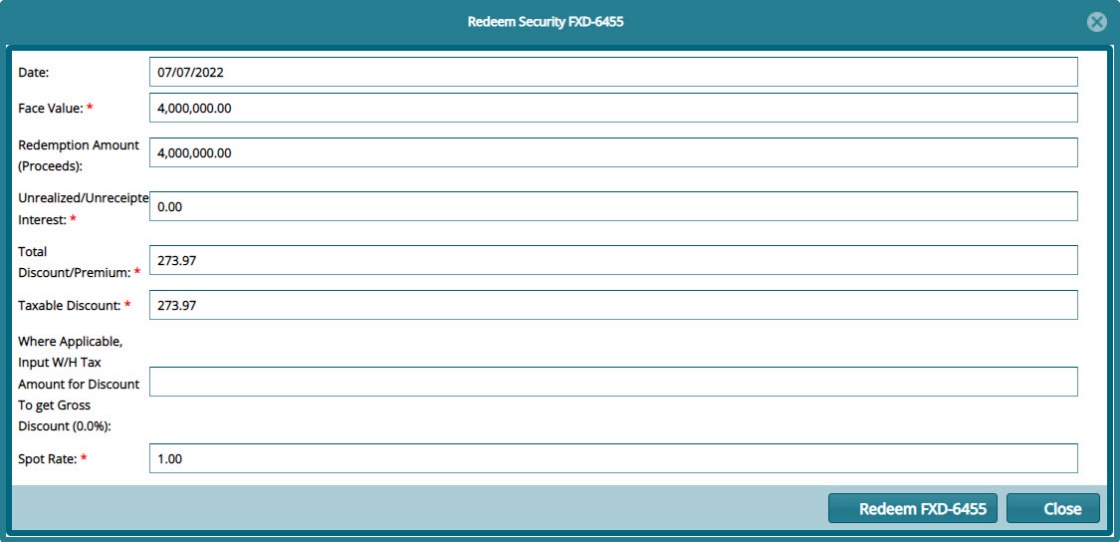 Redeem Security FXD-6455
Date:
07/07/2022
Face Value: *
4,000,000.00
Redemption Amount
(Proceeds):
4,000,000.00
Unrealized/Unreceipte
Interest: *
0.00
Total
Discount/Premium: *
273.97
Taxable Discount: *
273.97
Where Applicable,
Input W/H Tax
Amount for Discount
To get Gross
Discount (0.0%):
Spot Rate: *
1.00
Redeem FXD-6455
Close